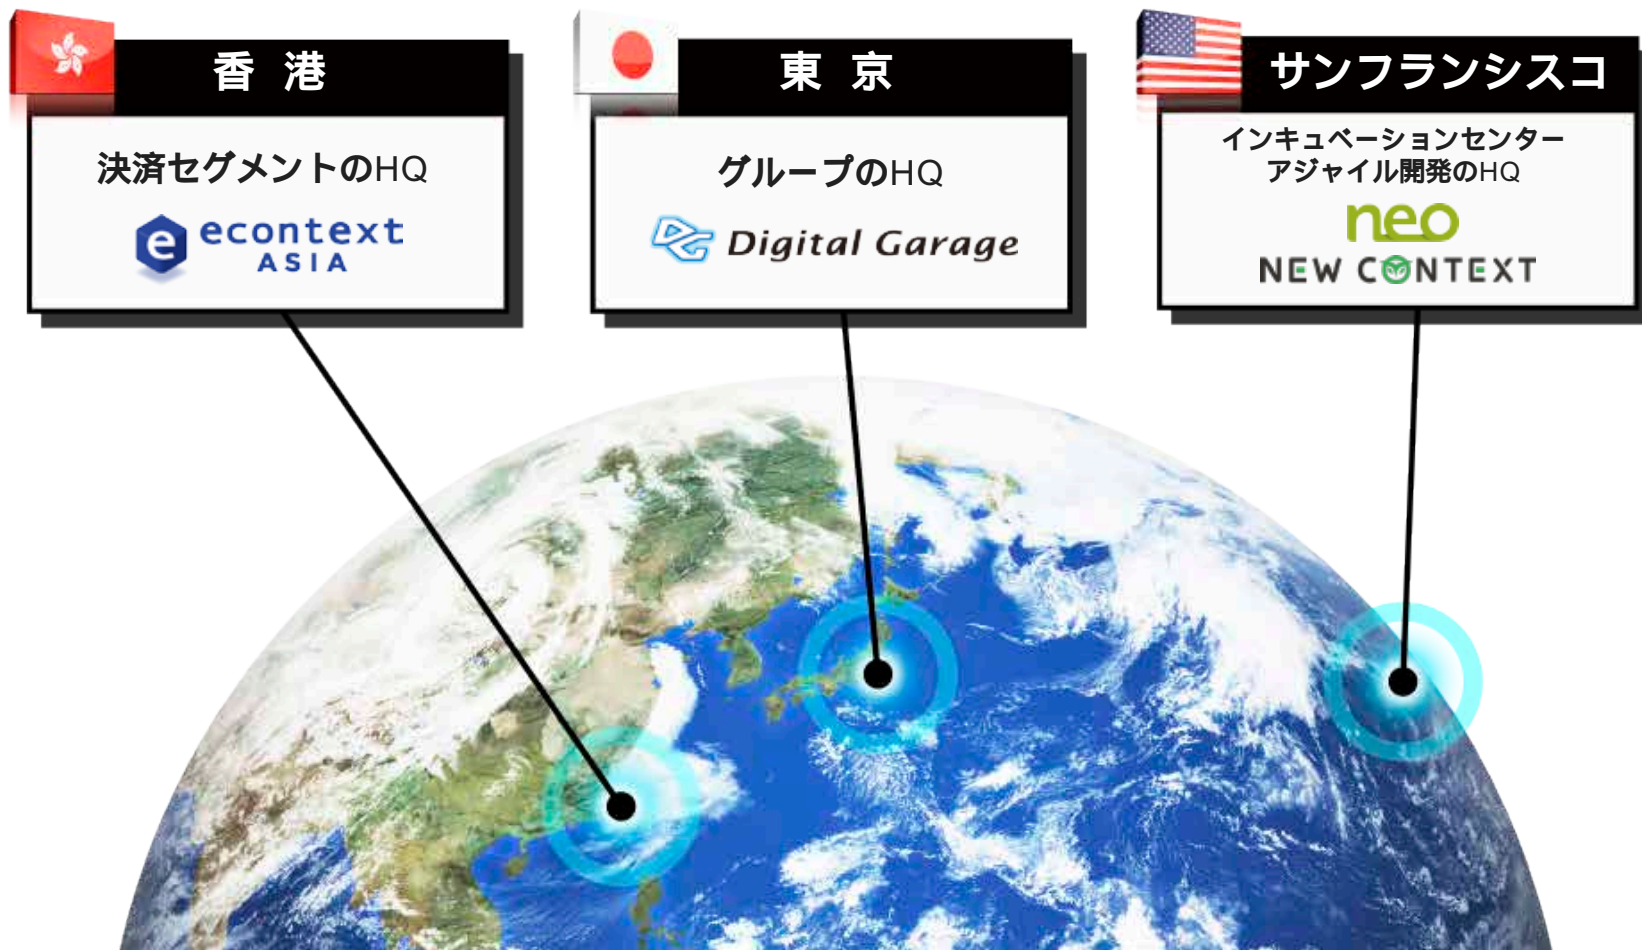 香港
決済セグメントのHQ
econtext
ASIA
東京
グループのHQ
Digital Garage
サンフランシスコ
インキュベーションセンター
アジャイル開発のHQ
neo
NEW CONTEXT